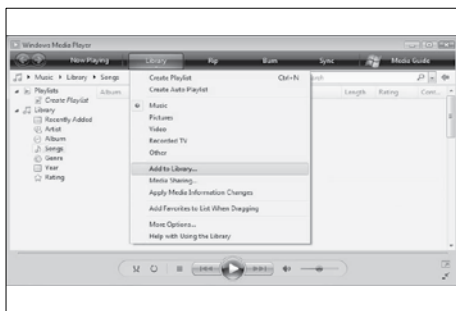 Windows Media Player
Now Playing Library Rip Burn Sync Media Guide
Music Library Songs
Playlists
Create Playlist
Library
Recently Added
Artist
Album
Songs
Genre
Year
Rating
Album
Create Playlist Ctrl+N
Create Auto Playlist
Music
Pictures
Video
Recorded TV
Other
Add to Library...
Media Sharing...
Apply Media Information Changes
Add Favorites to List When Dragging
More Options...
Help with Using the Library
Length Rating Cont...